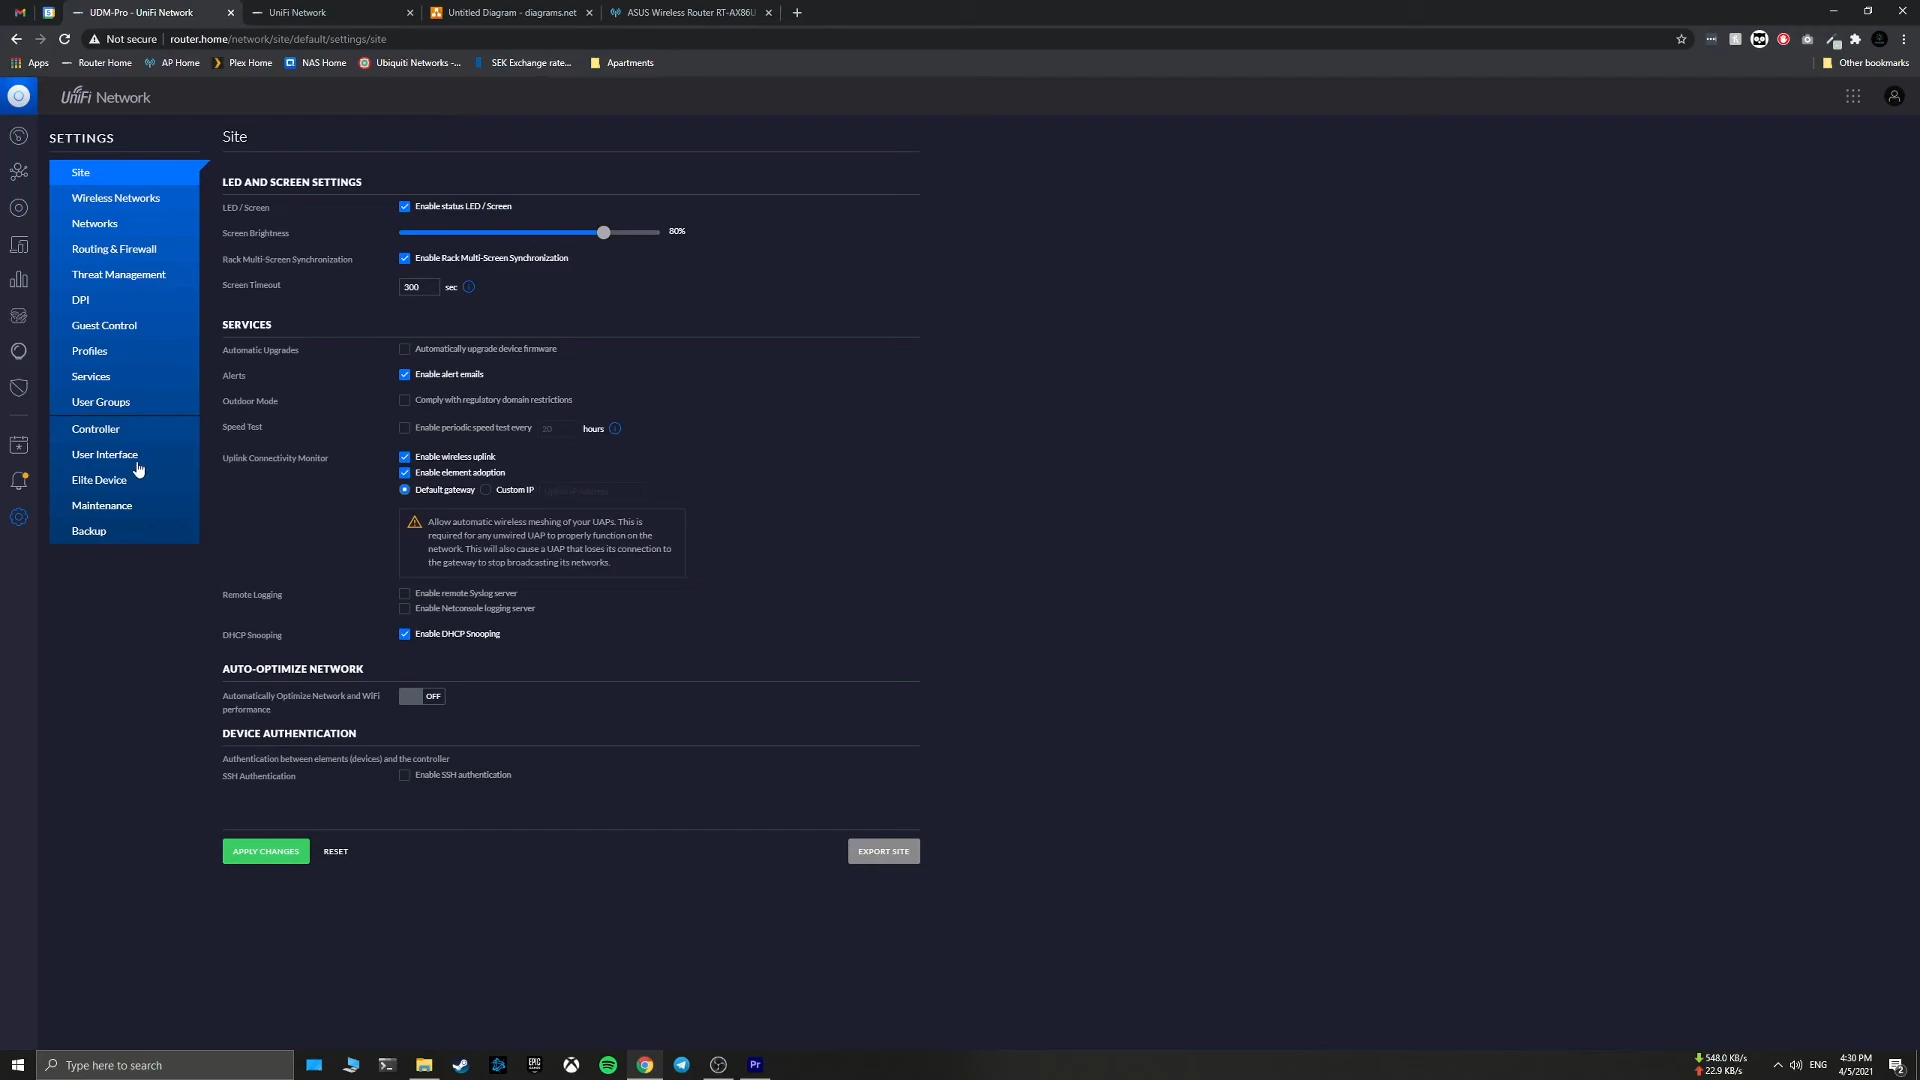 UDM-Pro - UniFi Network
UniFi Network
Untitled Diagram - diagrams.net
ASUS Wireless Router RT-AX86U
Not secure
router.home/network/site/default/settings/site
Apps
Router Home
AP Home
Plex Home
NAS Home
Ubiquiti Networks -...
SEK Exchange rate...
Apartments
Other bookmarks
UniFi Network
SETTINGS
Site
Wireless Networks
Networks
Routing & Firewall
Threat Management
DPI
Guest Control
Profiles
Services
User Groups
Controller
User Interface
Elite Device
Maintenance
Backup
Site
LED AND SCREEN SETTINGS
LED / Screen
Enable status LED / Screen
Screen Brightness
80%
Rack Multi-Screen Synchronization
Enable Rack Multi-Screen Synchronization
Screen Timeout
300
sec
SERVICES
Automatic Upgrades
Automatically upgrade device firmware
Alerts
Enable alert emails
Outdoor Mode
Comply with regulatory domain restrictions
Speed Test
Enable periodic speed test every
20
hours
Uplink Connectivity Monitor
Enable wireless uplink
Enable element adoption
Default gateway
Custom IP
Allow automatic wireless meshing of your UAPs. This is
required for any unwired UAP to properly function on the
network. This will also cause a UAP that loses its connection to
the gateway to stop broadcasting its networks.
Remote Logging
Enable remote Syslog server
Enable Netconsole logging server
DHCP Snooping
Enable DHCP Snooping
AUTO-OPTIMIZE NETWORK
Automatically Optimize Network and WiFi
performance
OFF
DEVICE AUTHENTICATION
Authentication between elements (devices) and the controller
SSH Authentication
Enable SSH authentication
APPLY CHANGES
RESET
EXPORT SITE
Type here to search
EPIC
Pr
548.0 KB/s
22.9 KB/s
ENG
4:30 PM
4/5/2021
2